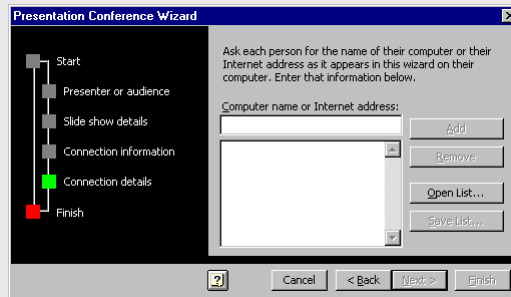 Presentation Conference Wizard
Start
Presenter or audience
Slide show details
Connection information
Connection details
Finish
Ask each person for the name of their computer or their
Internet address as it appears in this wizard on their
computer. Enter that information below.
Computer name or Internet address:
Add
Remove
Open List...
Save List...
Cancel
< Back
Next >
Finish